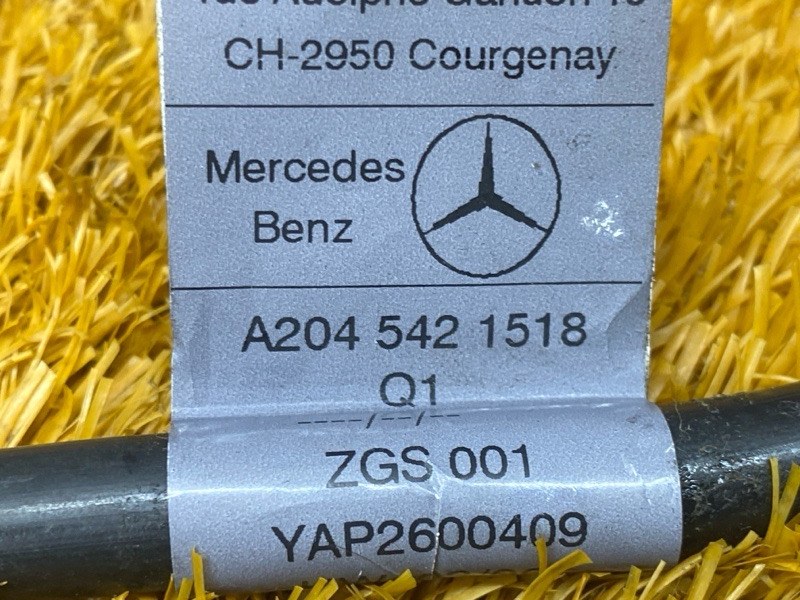 CH-2950 Courgenay
Mercedes
Benz
A204 542 1518
Q1
----/--/--
ZGS 001
YAP2600409